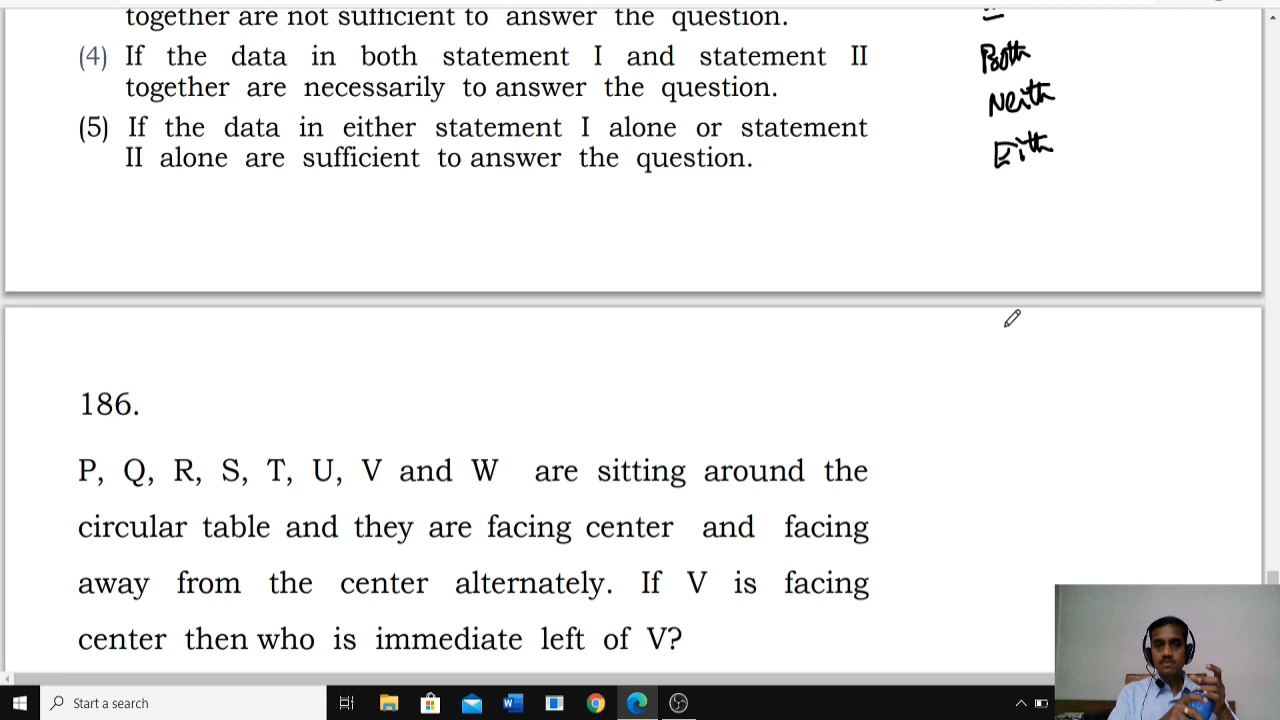 together are not sufficient to answer the question.
(4) If the data in both statement I and statement II
together are necessarily to answer the question.
(5) If the data in either statement I alone or statement
II alone are sufficient to answer the question.
Both
Neith
Eith
186.
P, Q, R, S, T, U, V and W are sitting around the
circular table and they are facing center and facing
away from the center alternately. If V is facing
center then who is immediate left of V?
Start a search